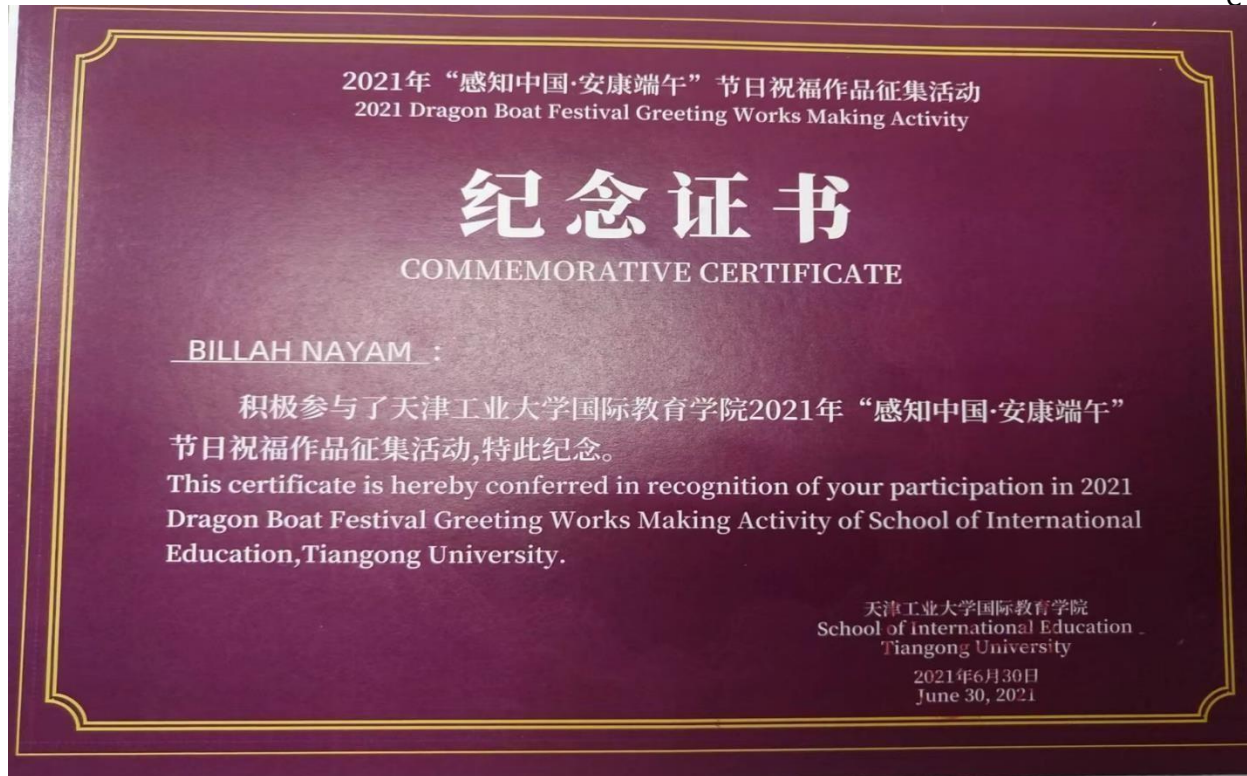 2021年“感知中国·安康端午”节日祝福作品征集活动
2021 Dragon Boat Festival Greeting Works Making Activity
纪念证书
COMMEMORATIVE CERTIFICATE
BILLAH NAYAM :
积极参与了天津工业大学国际教育学院2021年“感知中国·安康端午”
节日祝福作品征集活动,特此纪念。
This certificate is hereby conferred in recognition of your participation in 2021
Dragon Boat Festival Greeting Works Making Activity of School of International
Education,Tiangong University.
天津工业大学国际教育学院
School of International Education
Tiangong University
2021年6月30日
June 30, 2021